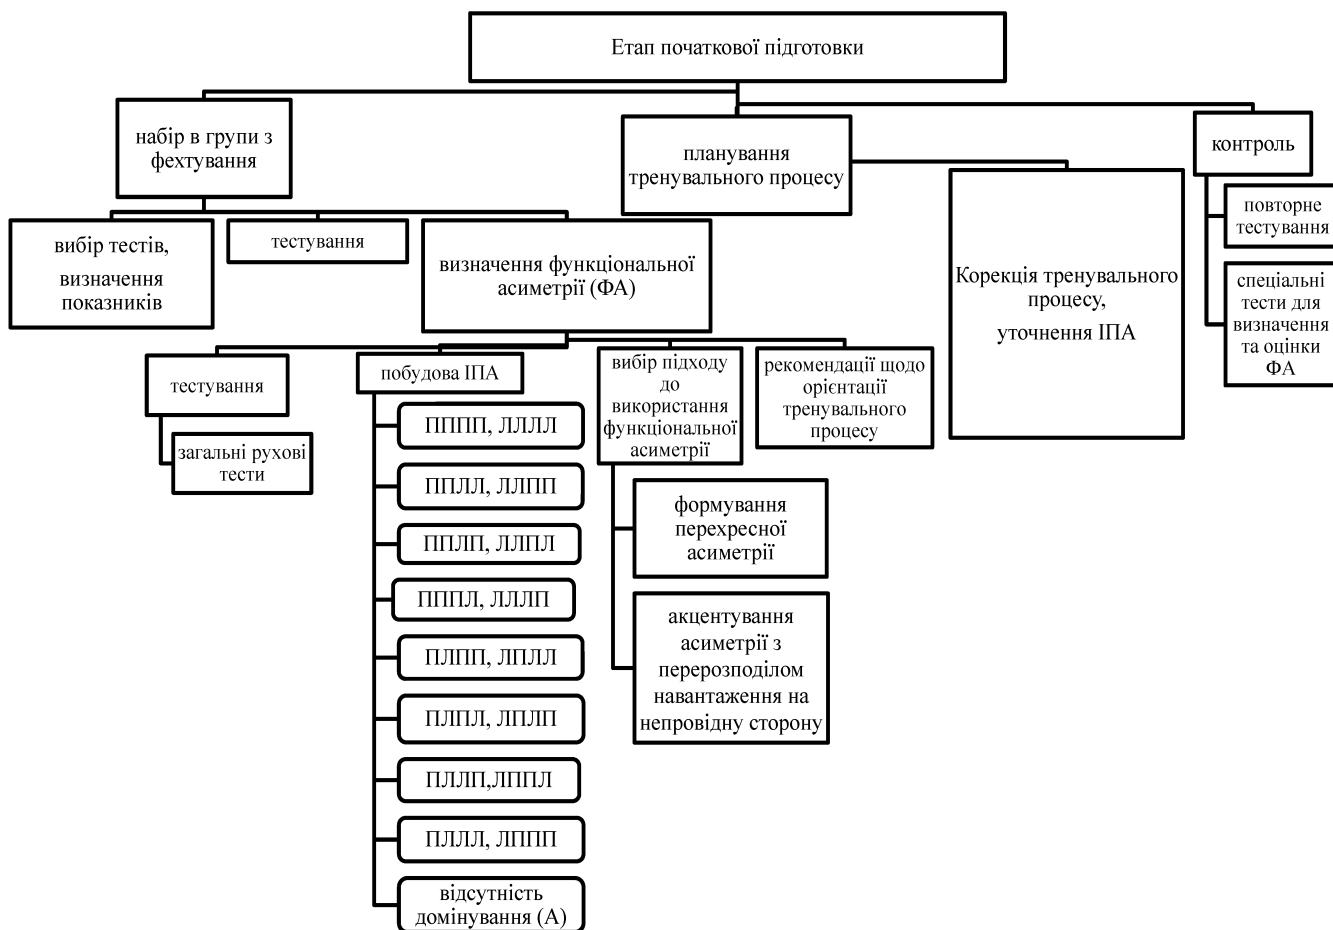 Етап початкової підготовки
набір в групи з
фехтування
планування
тренувального процесу
контроль
вибір тестів,
визначення
показників
тестування
визначення функціональної
асиметрії (ФА)
Корекція тренувального
процесу,
уточнення ІПА
повторне
тестування
спеціальні
тести для
визначення
та оцінки
ФА
тестування
загальні рухові
тести
побудова ІПА
ПППП, ЛЛЛЛ
ППЛЛ, ЛЛПП
ППЛП, ЛЛПЛ
ПППЛ, ЛЛЛП
ПЛПП, ЛПЛЛ
ПЛПЛ, ЛПЛП
ПЛЛП,ЛППЛ
ПЛЛЛ, ЛППП
відсутність
домінування (А)
вибір підходу
до
використання
функціональної
асиметрії
формування
перехресної
асиметрії
акцентування
асиметрії з
перерозподілом
навантаження на
непровідну сторону
рекомендації щодо
орієнтації
тренувального
процесу